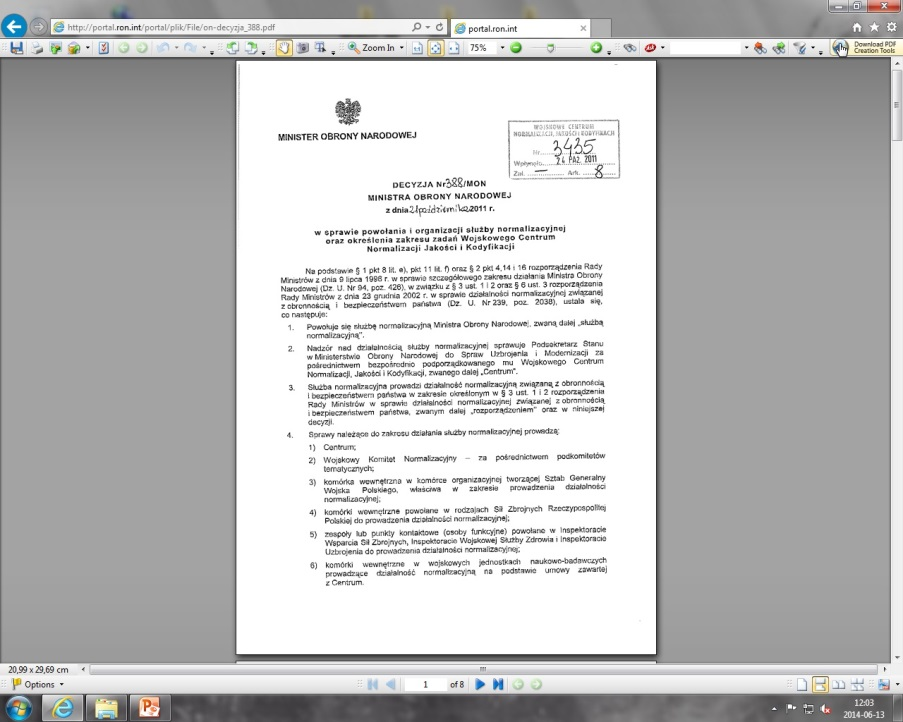 http://portal.ron.int/portal/plik/File/on-decyzja_388.pdf
portal.ron.int
Zoom In
75%
Download PDF
Creation Tools
MINISTER OBRONY NARODOWEJ
WOJSKOWE CENTRUM
NORMALIZACJI, JAKOŚCI I KODYFIKACJI
Nr 3435
Wpłynęło 24 PAŹ. 2011
Zał. — Ark. 8
DECYZJA Nr 388/MON
MINISTRA OBRONY NARODOWEJ
z dnia 21 października 2011 r.
w sprawie powołania i organizacji służby normalizacyjnej
oraz określenia zakresu zadań Wojskowego Centrum
Normalizacji Jakości i Kodyfikacji
Na podstawie § 1 pkt 8 lit. e), pkt 11 lit. f) oraz § 2 pkt 4,14 i 16 rozporządzenia Rady
Ministrów z dnia 9 lipca 1996 r. w sprawie szczegółowego zakresu działania Ministra Obrony
Narodowej (Dz. U. Nr 94, poz. 426), w związku z § 3 ust. 1 i 2 oraz § 6 ust. 3 rozporządzenia
Rady Ministrów z dnia 23 grudnia 2002 r. w sprawie działalności normalizacyjnej związanej
z obronnością i bezpieczeństwem państwa (Dz. U. Nr 239, poz. 2038), ustala się,
co następuje:
1. Powołuje się służbę normalizacyjną Ministra Obrony Narodowej, zwaną dalej „służbą
normalizacyjną”.
2. Nadzór nad działalnością służby normalizacyjnej sprawuje Podsekretarz Stanu
w Ministerstwie Obrony Narodowej do Spraw Uzbrojenia i Modernizacji za
pośrednictwem bezpośrednio podporządkowanego mu Wojskowego Centrum
Normalizacji, Jakości i Kodyfikacji, zwanego dalej „Centrum”.
3. Służba normalizacyjna prowadzi działalność normalizacyjną związaną z obronnością
i bezpieczeństwem państwa w zakresie określonym w § 3 ust. 1 i 2 rozporządzenia
Rady Ministrów w sprawie działalności normalizacyjnej związanej z obronnością
i bezpieczeństwem państwa, zwanym dalej „rozporządzeniem” oraz w niniejszej
decyzji.
4. Sprawy należące do zakresu działania służby normalizacyjnej prowadzą:
1) Centrum;
2) Wojskowy Komitet Normalizacyjny – za pośrednictwem podkomitetów
tematycznych;
3) komórka wewnętrzna w komórce organizacyjnej tworzącej Sztab Generalny
Wojska Polskiego, właściwa w zakresie prowadzenia działalności
normalizacyjnej;
4) komórki wewnętrzne powołane w rodzajach Sił Zbrojnych Rzeczypospolitej
Polskiej do prowadzenia działalności normalizacyjnej;
5) zespoły lub punkty kontaktowe (osoby funkcyjne) powołane w Inspektoracie
Wsparcia Sił Zbrojnych, Inspektoracie Wojskowej Służby Zdrowia i Inspektoracie
Uzbrojenia do prowadzenia działalności normalizacyjnej;
6) komórki wewnętrzne w wojskowych jednostkach naukowo-badawczych
prowadzące działalność normalizacyjną na podstawie umowy zawartej
z Centrum.
20,99 x 29,69 cm
Options
1 of 8
12:03
2014-06-13